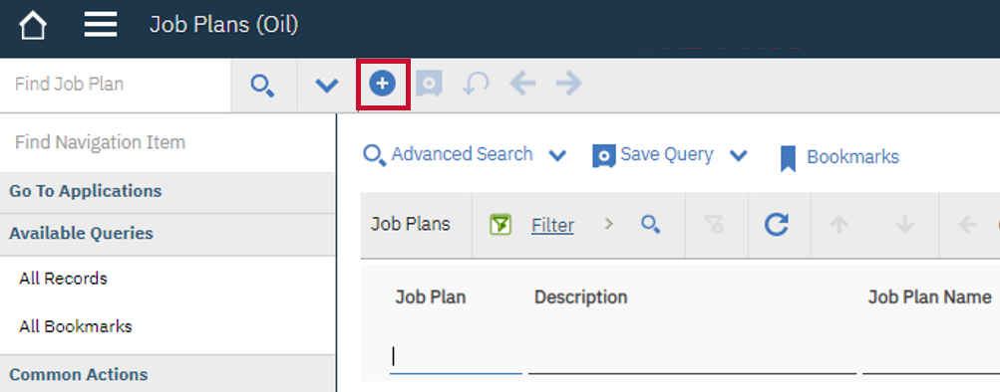 Job Plans (Oil)
Find Job Plan
Find Navigation Item
Go To Applications
Available Queries
All Records
All Bookmarks
Common Actions
Advanced Search Save Query Bookmarks
Job Plans Filter
Job Plan Description Job Plan Name